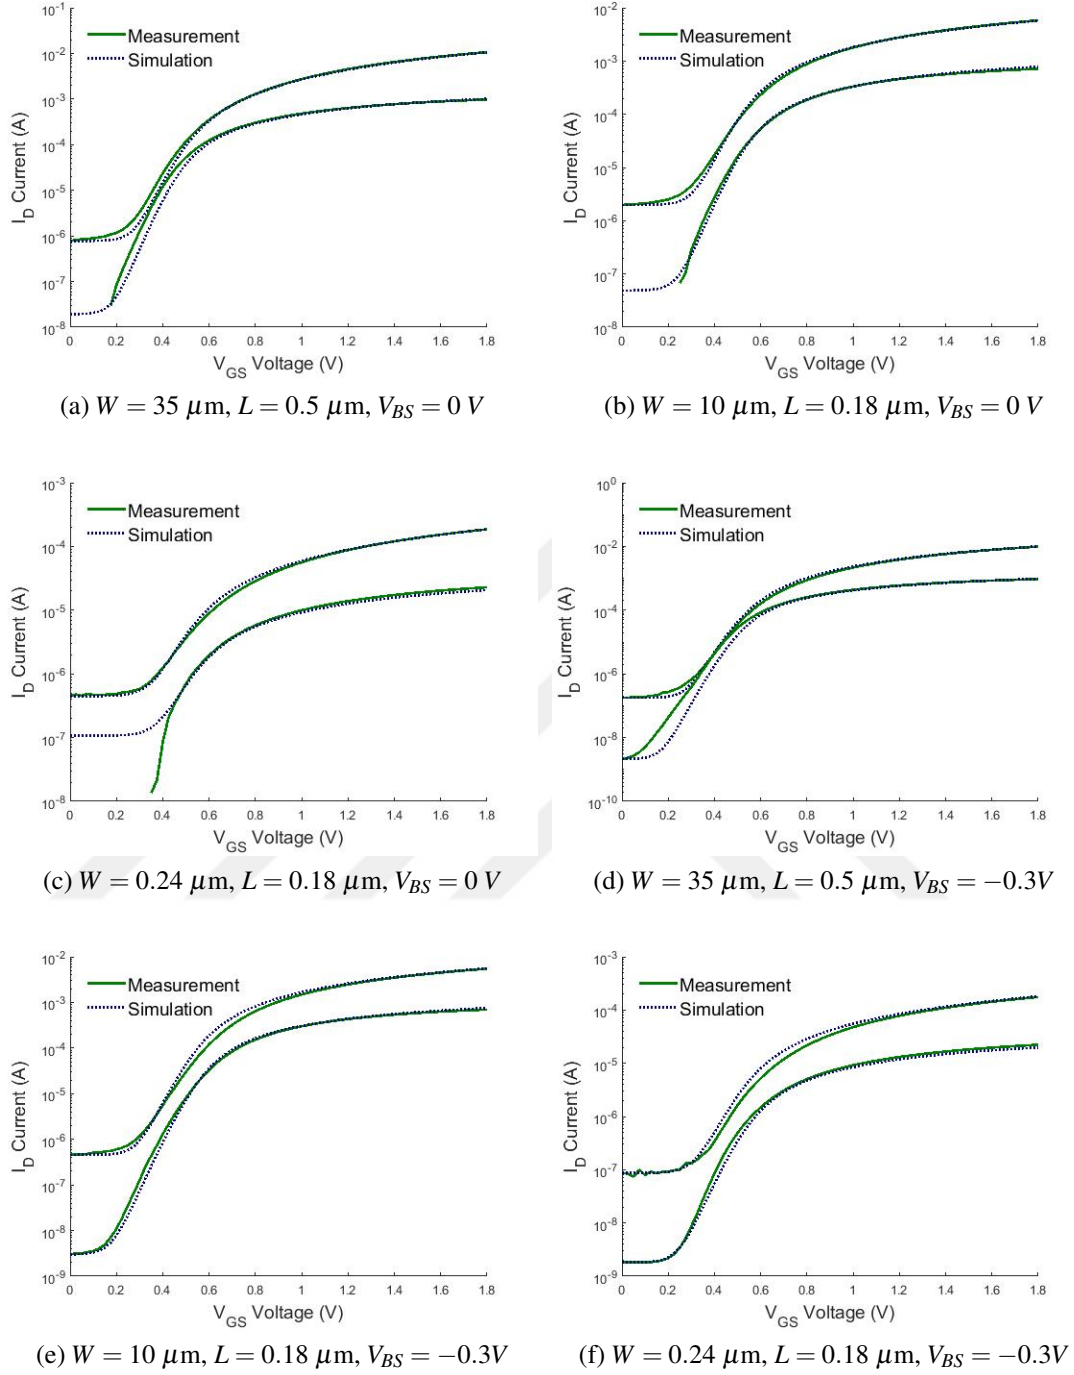 10^-1
10^-2
10^-3
10^-4
10^-5
10^-6
10^-7
10^-8
I_D Current (A)
Measurement
Simulation
0 0.2 0.4 0.6 0.8 1 1.2 1.4 1.6 1.8
V_GS Voltage (V)
(a) W = 35 μm, L = 0.5 μm, V_BS = 0 V
10^-2
10^-3
10^-4
10^-5
10^-6
10^-7
10^-8
I_D Current (A)
Measurement
Simulation
0 0.2 0.4 0.6 0.8 1 1.2 1.4 1.6 1.8
V_GS Voltage (V)
(b) W = 10 μm, L = 0.18 μm, V_BS = 0 V
10^-3
10^-4
10^-5
10^-6
10^-7
10^-8
I_D Current (A)
Measurement
Simulation
0 0.2 0.4 0.6 0.8 1 1.2 1.4 1.6 1.8
V_GS Voltage (V)
(c) W = 0.24 μm, L = 0.18 μm, V_BS = 0 V
10^0
10^-2
10^-4
10^-6
10^-8
10^-10
I_D Current (A)
Measurement
Simulation
0 0.2 0.4 0.6 0.8 1 1.2 1.4 1.6 1.8
V_GS Voltage (V)
(d) W = 35 μm, L = 0.5 μm, V_BS = −0.3V
10^-2
10^-3
10^-4
10^-5
10^-6
10^-7
10^-8
10^-9
I_D Current (A)
Measurement
Simulation
0 0.2 0.4 0.6 0.8 1 1.2 1.4 1.6 1.8
V_GS Voltage (V)
(e) W = 10 μm, L = 0.18 μm, V_BS = −0.3V
10^-3
10^-4
10^-5
10^-6
10^-7
10^-8
10^-9
I_D Current (A)
Measurement
Simulation
0 0.2 0.4 0.6 0.8 1 1.2 1.4 1.6 1.8
V_GS Voltage (V)
(f) W = 0.24 μm, L = 0.18 μm, V_BS = −0.3V